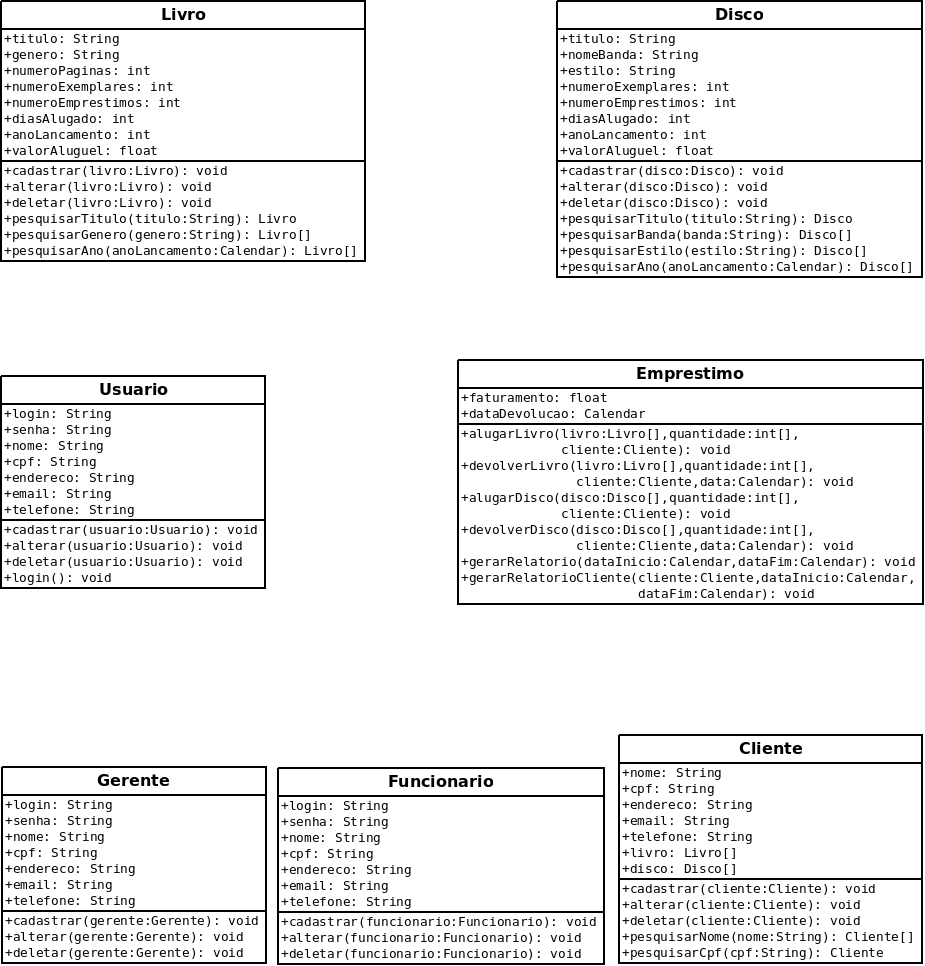 Livro
+titulo: String
+genero: String
+numeroPaginas: int
+numeroExemplares: int
+numeroEmprestimos: int
+diasAlugado: int
+anoLancamento: int
+valorAluguel: float
+cadastrar(livro:Livro): void
+alterar(livro:Livro): void
+deletar(livro:Livro): void
+pesquisarTitulo(titulo:String): Livro
+pesquisarGenero(genero:String): Livro[]
+pesquisarAno(anoLancamento:Calendar): Livro[]
Disco
+titulo: String
+nomeBanda: String
+estilo: String
+numeroExemplares: int
+numeroEmprestimos: int
+diasAlugado: int
+anoLancamento: int
+valorAluguel: float
+cadastrar(disco:Disco): void
+alterar(disco:Disco): void
+deletar(disco:Disco): void
+pesquisarTitulo(titulo:String): Disco
+pesquisarBanda(banda:String): Disco[]
+pesquisarEstilo(estilo:String): Disco[]
+pesquisarAno(anoLancamento:Calendar): Disco[]
Usuario
+login: String
+senha: String
+nome: String
+cpf: String
+endereco: String
+email: String
+telefone: String
+cadastrar(usuario:Usuario): void
+alterar(usuario:Usuario): void
+deletar(usuario:Usuario): void
+login(): void
Emprestimo
+faturamento: float
+dataDevolucao: Calendar
+alugarLivro(livro:Livro[],quantidade:int[],
cliente:Cliente): void
+devolverLivro(livro:Livro[],quantidade:int[],
cliente:Cliente,data:Calendar): void
+alugarDisco(disco:Disco[],quantidade:int[],
cliente:Cliente): void
+devolverDisco(disco:Disco[],quantidade:int[],
cliente:Cliente,data:Calendar): void
+gerarRelatorio(dataInicio:Calendar,dataFim:Calendar): void
+gerarRelatorioCliente(cliente:Cliente,dataInicio:Calendar,
dataFim:Calendar): void
Gerente
+login: String
+senha: String
+nome: String
+cpf: String
+endereco: String
+email: String
+telefone: String
+cadastrar(gerente:Gerente): void
+alterar(gerente:Gerente): void
+deletar(gerente:Gerente): void
Funcionario
+login: String
+senha: String
+nome: String
+cpf: String
+endereco: String
+email: String
+telefone: String
+cadastrar(funcionario:Funcionario): void
+alterar(funcionario:Funcionario): void
+deletar(funcionario:Funcionario): void
Cliente
+nome: String
+cpf: String
+endereco: String
+email: String
+telefone: String
+livro: Livro[]
+disco: Disco[]
+cadastrar(cliente:Cliente): void
+alterar(cliente:Cliente): void
+deletar(cliente:Cliente): void
+pesquisarNome(nome:String): Cliente[]
+pesquisarCpf(cpf:String): Cliente